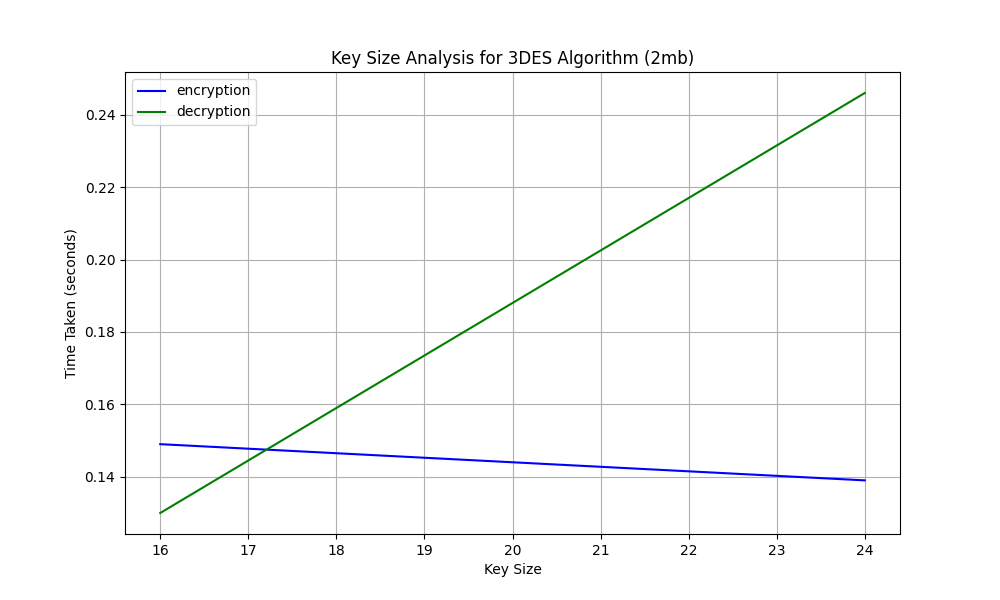 Key Size Analysis for 3DES Algorithm (2mb)
encryption
decryption
Time Taken (seconds)
0.24
0.22
0.20
0.18
0.16
0.14
16 17 18 19 20 21 22 23 24
Key Size